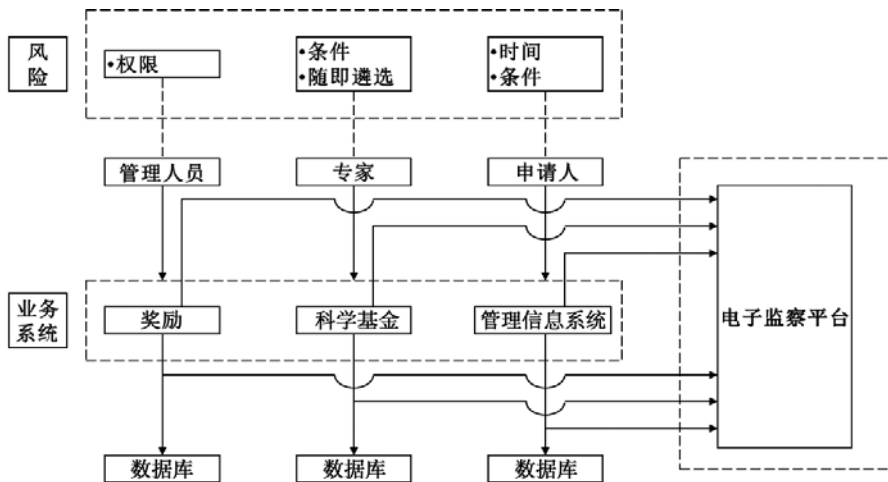 风
险
•权限
•条件
•随即遴选
•时间
•条件
管理人员
专家
申请人
业务
系统
奖励
科学基金
管理信息系统
电子监察平台
数据库
数据库
数据库